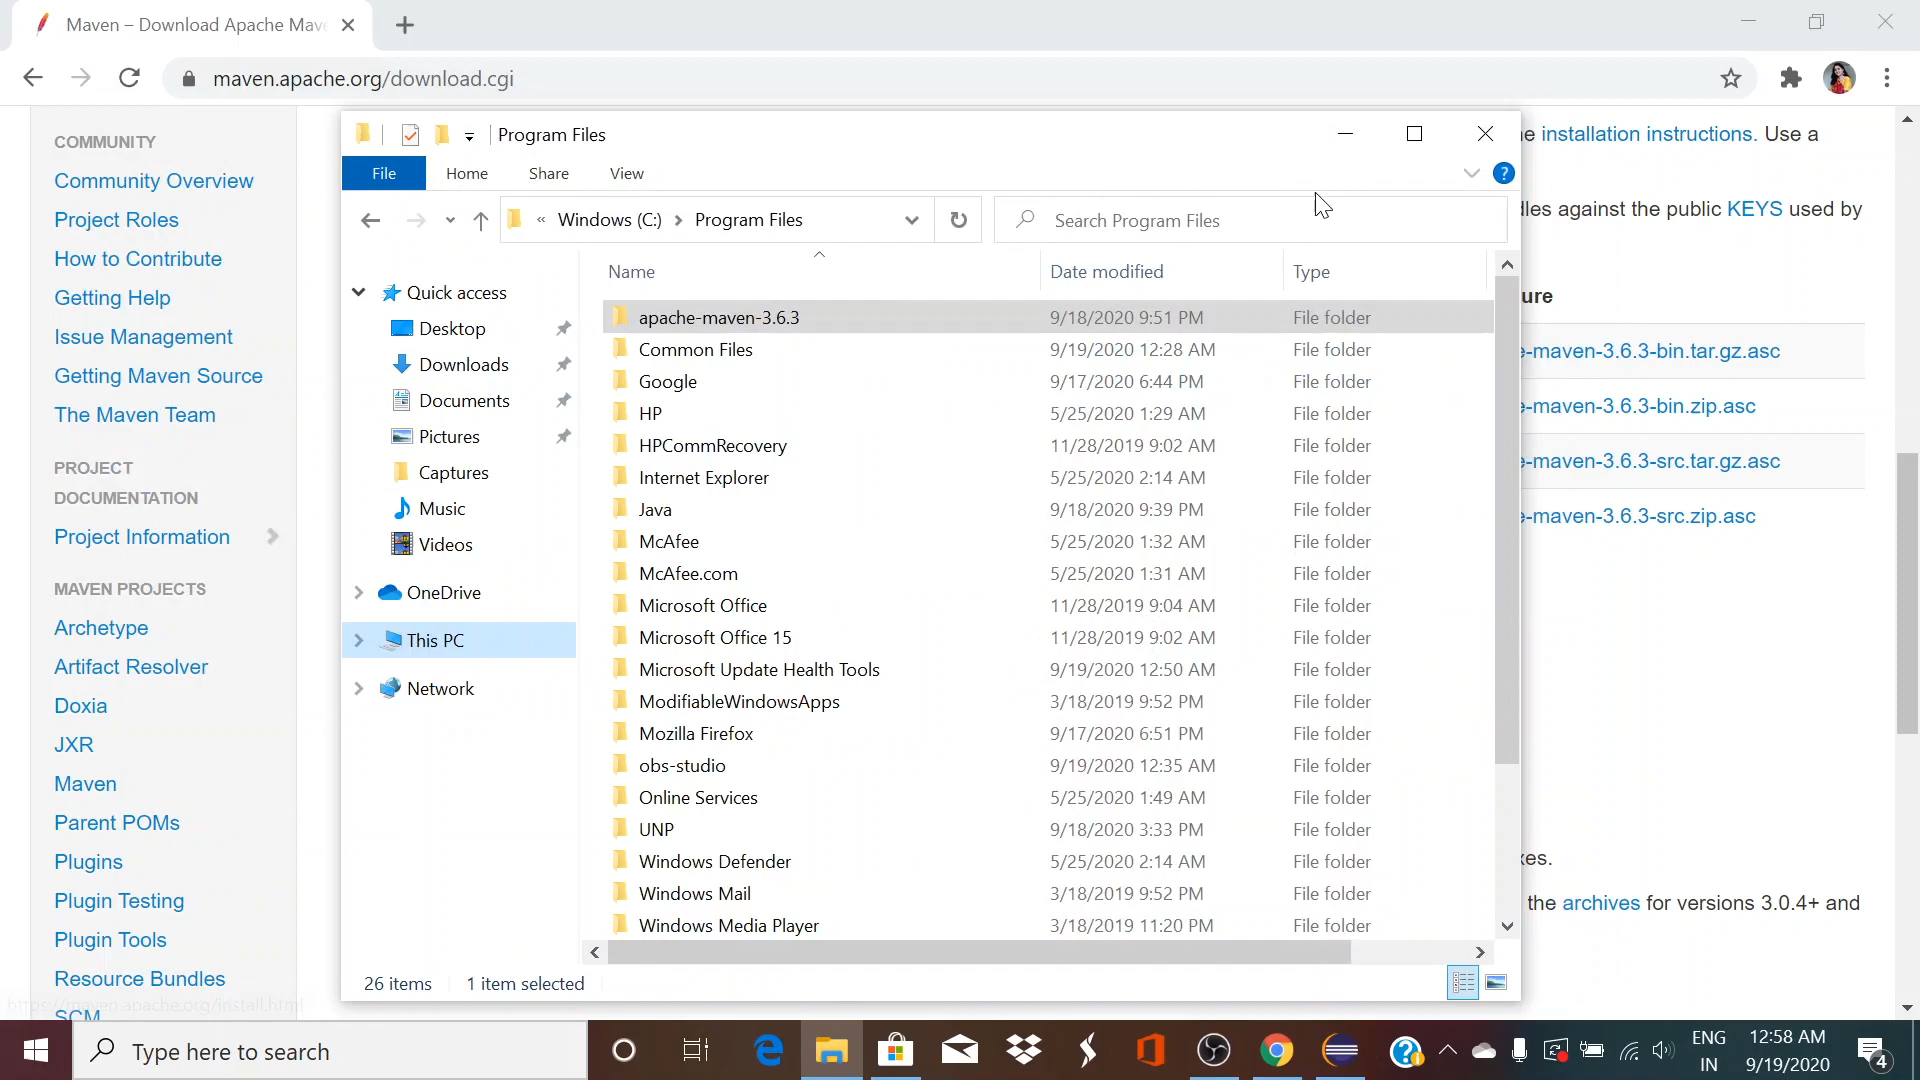 Maven – Download Apache Mav
maven.apache.org/download.cgi
COMMUNITY
Community Overview
Project Roles
How to Contribute
Getting Help
Issue Management
Getting Maven Source
The Maven Team
PROJECT
DOCUMENTATION
Project Information
MAVEN PROJECTS
Archetype
Artifact Resolver
Doxia
JXR
Maven
Parent POMs
Plugins
Plugin Testing
Plugin Tools
Resource Bundles
SCM
https://maven.apache.org/install.html
Program Files
File Home Share View
« Windows (C:) > Program Files
Search Program Files
Quick access
Desktop
Downloads
Documents
Pictures
Captures
Music
Videos
OneDrive
This PC
Network
Name Date modified Type
apache-maven-3.6.3 9/18/2020 9:51 PM File folder
Common Files 9/19/2020 12:28 AM File folder
Google 9/17/2020 6:44 PM File folder
HP 5/25/2020 1:29 AM File folder
HPCommRecovery 11/28/2019 9:02 AM File folder
Internet Explorer 5/25/2020 2:14 AM File folder
Java 9/18/2020 9:39 PM File folder
McAfee 5/25/2020 1:32 AM File folder
McAfee.com 5/25/2020 1:31 AM File folder
Microsoft Office 11/28/2019 9:04 AM File folder
Microsoft Office 15 11/28/2019 9:02 AM File folder
Microsoft Update Health Tools 9/19/2020 12:50 AM File folder
ModifiableWindowsApps 3/18/2019 9:52 PM File folder
Mozilla Firefox 9/17/2020 6:51 PM File folder
obs-studio 9/19/2020 12:35 AM File folder
Online Services 5/25/2020 1:49 AM File folder
UNP 9/18/2020 3:33 PM File folder
Windows Defender 5/25/2020 2:14 AM File folder
Windows Mail 3/18/2019 9:52 PM File folder
Windows Media Player 3/18/2019 11:20 PM File folder
26 items 1 item selected
installation instructions. Use a
against the public KEYS used by
ure
-maven-3.6.3-bin.tar.gz.asc
-maven-3.6.3-bin.zip.asc
-maven-3.6.3-src.tar.gz.asc
-maven-3.6.3-src.zip.asc
xes.
the archives for versions 3.0.4+ and
Type here to search
ENG
IN
12:58 AM
9/19/2020
4